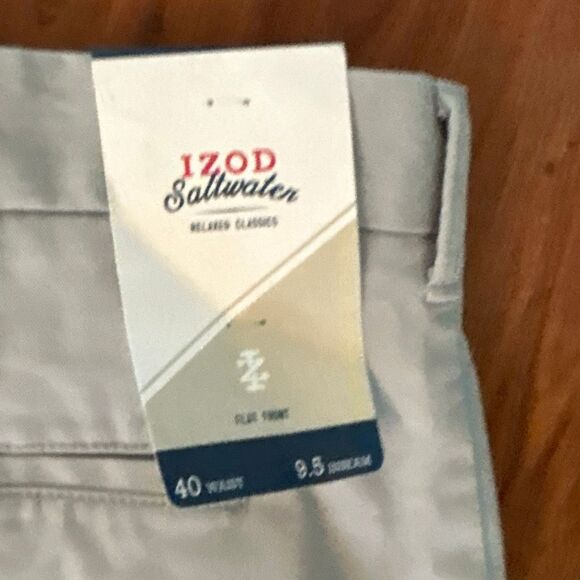 IZOD
Saltwater
RELAXED CLASSICS
FLAT FRONT
40 WAIST 9.5 INSEAM